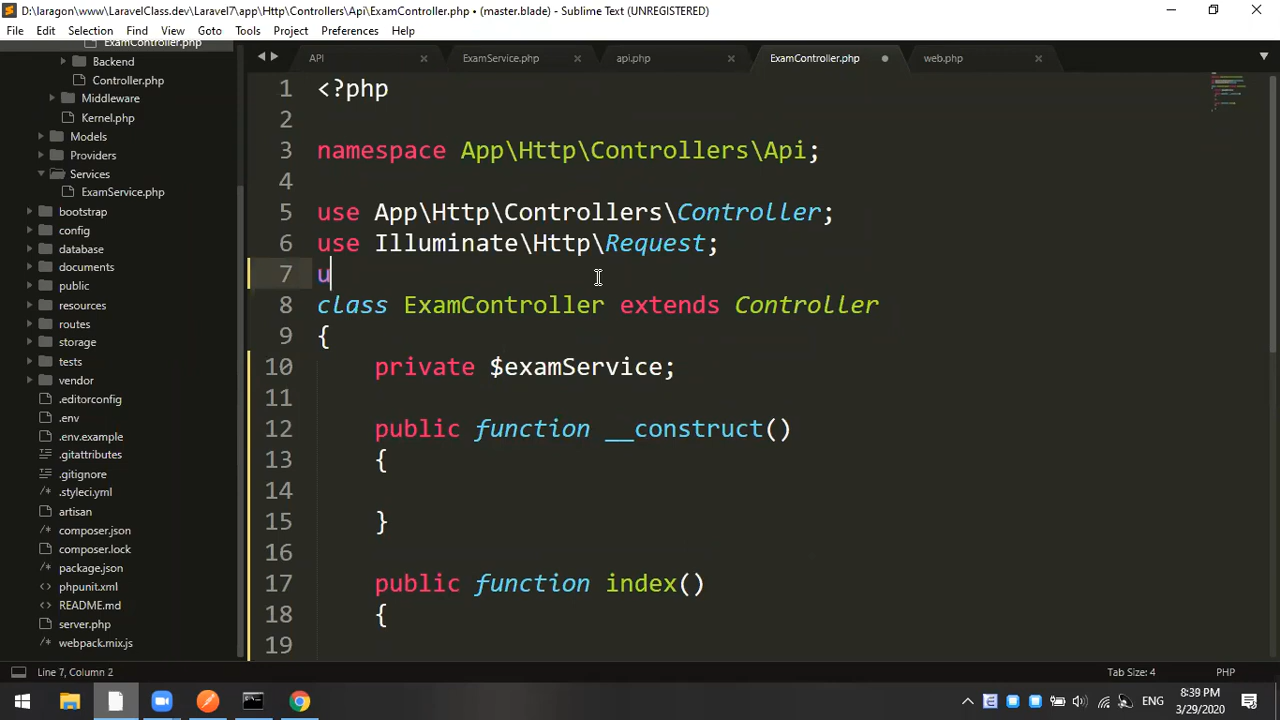 D:\laragon\www\LaravelClass.dev\Laravel7\app\Http\Controllers\Api\ExamController.php • (master.blade) - Sublime Text (UNREGISTERED)
File Edit Selection Find View Goto Tools Project Preferences Help
ExamController.php
Backend
Controller.php
Middleware
Kernel.php
Models
Providers
Services
ExamService.php
bootstrap
config
database
documents
public
resources
routes
storage
tests
vendor
.editorconfig
.env
.env.example
.gitattributes
.gitignore
.styleci.yml
artisan
composer.json
composer.lock
package.json
phpunit.xml
README.md
server.php
webpack.mix.js
API ExamService.php api.php ExamController.php web.php
1 <?php
2
3 namespace App\Http\Controllers\Api;
4
5 use App\Http\Controllers\Controller;
6 use Illuminate\Http\Request;
7 u
8 class ExamController extends Controller
9 {
10 private $examService;
11
12 public function __construct()
13 {
14
15 }
16
17 public function index()
18 {
19
Line 7, Column 2 Tab Size: 4 PHP
ENG 8:39 PM
3/29/2020